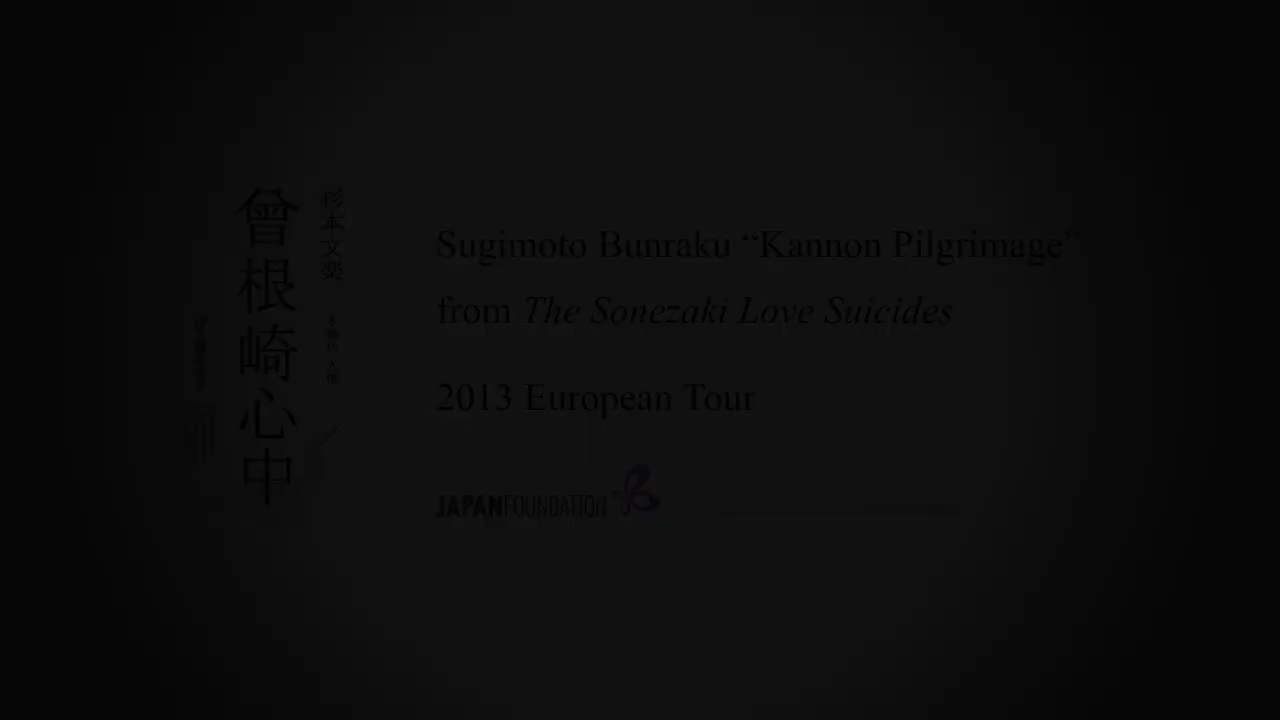 杉本文楽
曾根崎心中
Sugimoto Bunraku “Kannon Pilgrimage”
from The Sonezaki Love Suicides
2013 European Tour
JAPANFOUNDATION